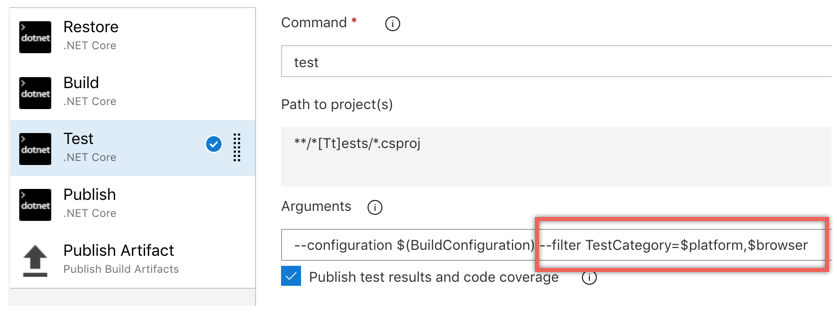 dotnet
Restore
.NET Core
dotnet
Build
.NET Core
dotnet
Test
.NET Core
dotnet
Publish
.NET Core
Publish Artifact
Publish Build Artifacts
Command *
test
Path to project(s)
**/*[Tt]ests/*.csproj
Arguments
--configuration $(BuildConfiguration) --filter TestCategory=$platform,$browser
Publish test results and code coverage